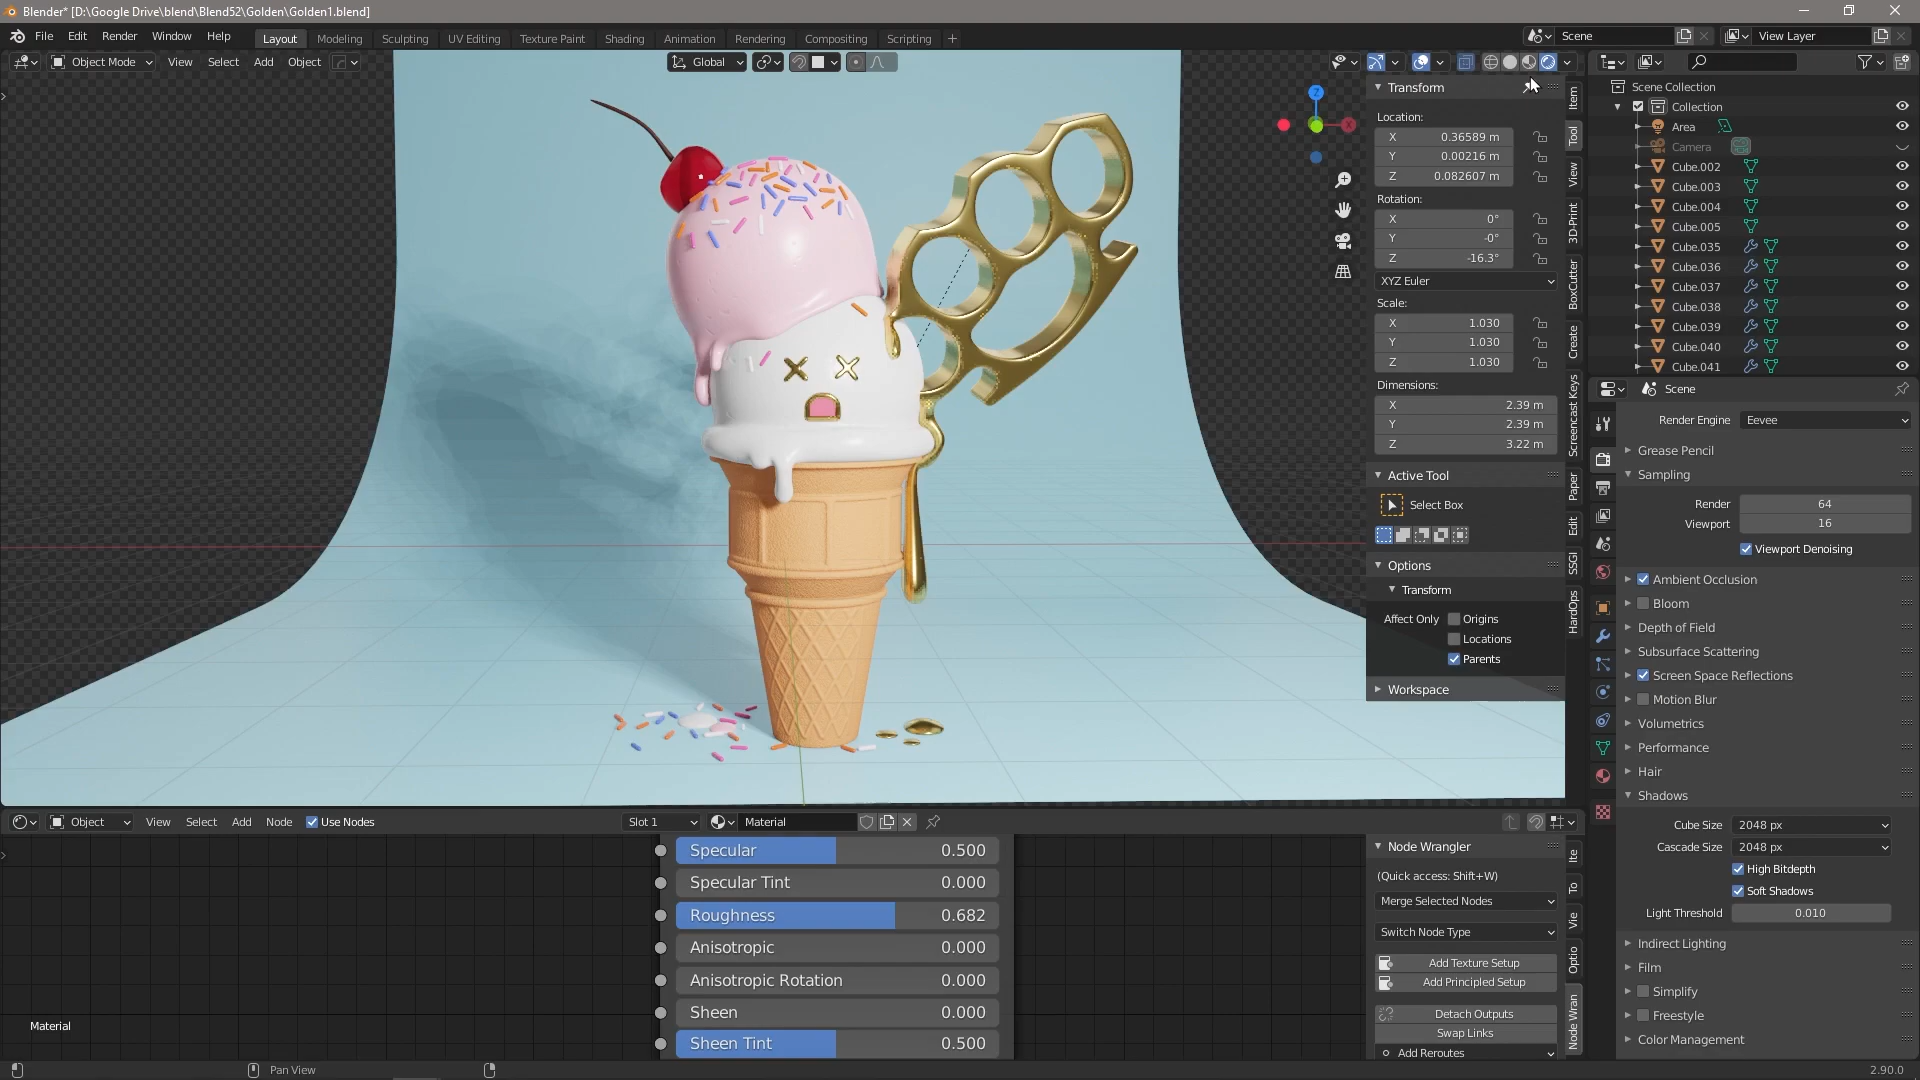 Blender* [D:\Google Drive\blend\Blend52\Golden\Golden1.blend]
File Edit Render Window Help Layout Modeling Sculpting UV Editing Texture Paint Shading Animation Rendering Compositing Scripting + Scene View Layer
Object Mode View Select Add Object Global
Transform
Location:
X 0.36589 m
Y 0.00216 m
Z 0.082607 m
Rotation:
X 0°
Y -0°
Z -16.3°
XYZ Euler
Scale:
X 1.030
Y 1.030
Z 1.030
Dimensions:
X 2.39 m
Y 2.39 m
Z 3.22 m
Active Tool
Select Box
Options
Transform
Affect Only Origins
Locations
Parents
Workspace
Item
Tool
View
3D-Print
BoxCutter
Create
Screencast Keys
Paper
Edit
SSGI
HardOps
Z
X
Scene Collection
Collection
Area
Camera
Cube.002
Cube.003
Cube.004
Cube.005
Cube.035
Cube.036
Cube.037
Cube.038
Cube.039
Cube.040
Cube.041
Scene
Render Engine Eevee
Grease Pencil
Sampling
Render 64
Viewport 16
Viewport Denoising
Ambient Occlusion
Bloom
Depth of Field
Subsurface Scattering
Screen Space Reflections
Motion Blur
Volumetrics
Performance
Hair
Shadows
Cube Size 2048 px
Cascade Size 2048 px
High Bitdepth
Soft Shadows
Light Threshold 0.010
Indirect Lighting
Film
Simplify
Freestyle
Color Management
Object View Select Add Node Use Nodes Slot 1 Material
Specular 0.500
Specular Tint 0.000
Roughness 0.682
Anisotropic 0.000
Anisotropic Rotation 0.000
Sheen 0.000
Sheen Tint 0.500
Material
Node Wrangler
(Quick access: Shift+W)
Merge Selected Nodes
Switch Node Type
Add Texture Setup
Add Principled Setup
Detach Outputs
Swap Links
Add Reroutes
Ite
To
Vie
Optio
Node Wran
Pan View
2.90.0